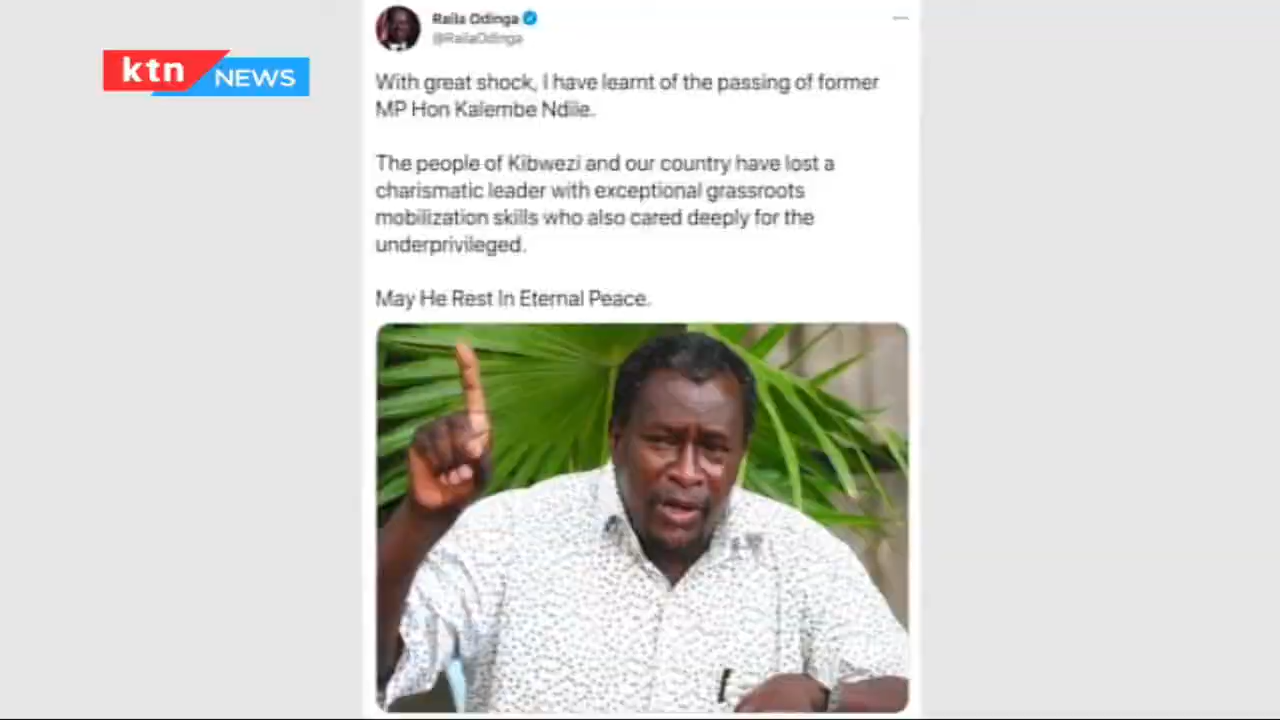 Raila Odinga
@RailaOdinga
ktn NEWS
With great shock, I have learnt of the passing of former
MP Hon Kalembe Ndile.
The people of Kibwezi and our country have lost a
charismatic leader with exceptional grassroots
mobilization skills who also cared deeply for the
underprivileged.
May He Rest In Eternal Peace.